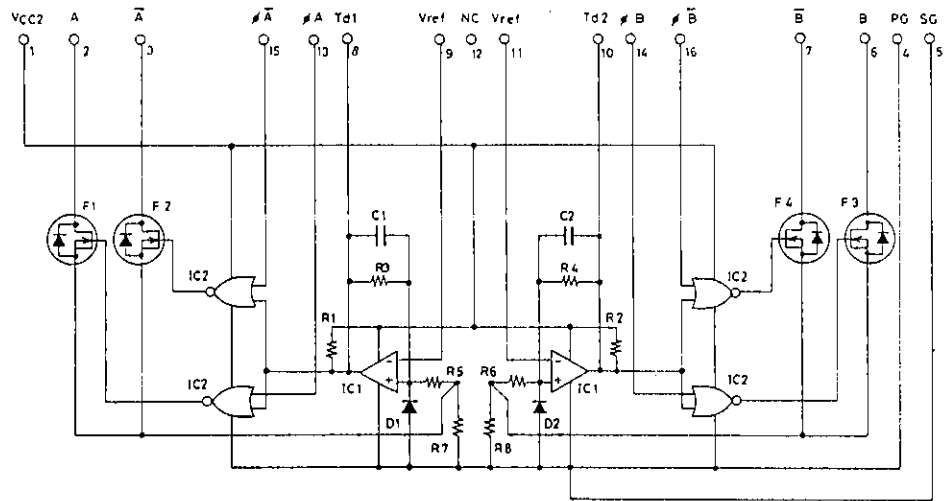 VCC2 A A̅ ø A̅ ø A Td1 Vref NC Vref Td2 ø B ø B̅ B̅ B PG SG
1 2 3 15 13 8 9 12 11 10 14 16 7 6 4 5
F1 F2 C1 C2 F4 F3
IC2 R3 R4 IC2
R1 R2
IC2 IC1 R5 R6 IC1 IC2
D1 R7 R8 D2